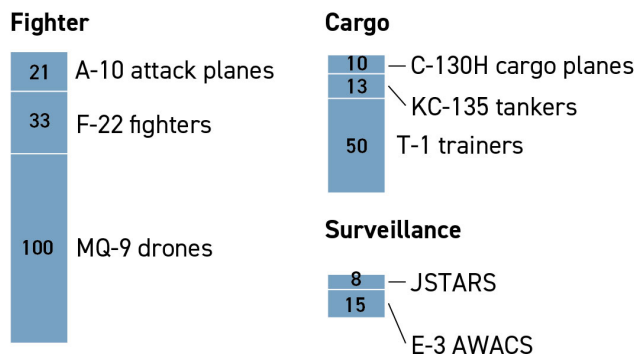 Fighter
21 A-10 attack planes
33 F-22 fighters
100 MQ-9 drones
Cargo
10 C-130H cargo planes
13 KC-135 tankers
50 T-1 trainers
Surveillance
8 JSTARS
15 E-3 AWACS